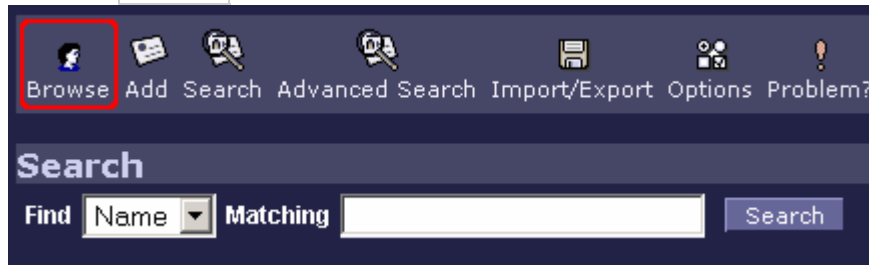 Browse Add Search Advanced Search Import/Export Options Problem?
Search
Find Name Matching Search